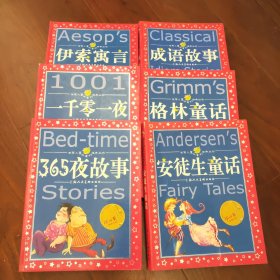 Aesop's
伊索寓言
Classical
成语故事
1001
一千零一夜
Grimm's
格林童话
Bed-time
365夜故事
Stories
Andersen's
安徒生童话
Fairy Tales